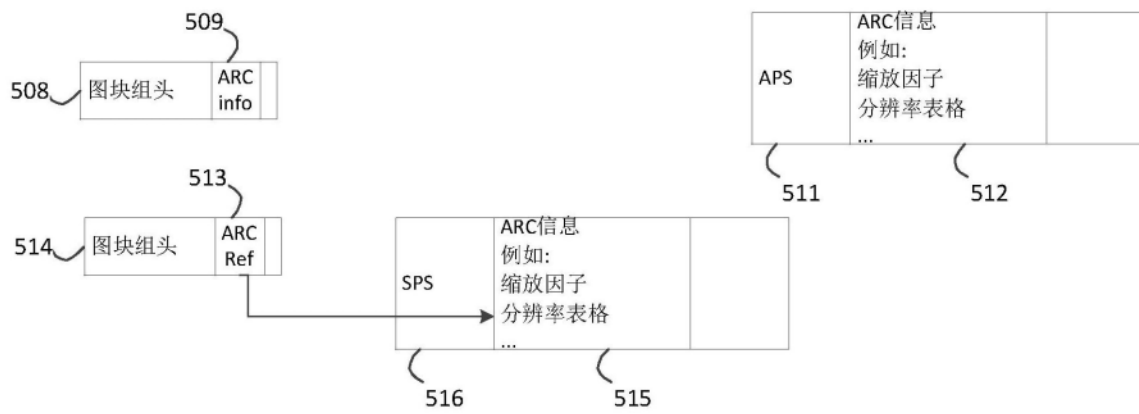 509
508
图块组头
ARC
info
APS
ARC信息
例如:
缩放因子
分辨率表格
...
511
512
513
514
图块组头
ARC
Ref
SPS
ARC信息
例如:
缩放因子
分辨率表格
...
516
515